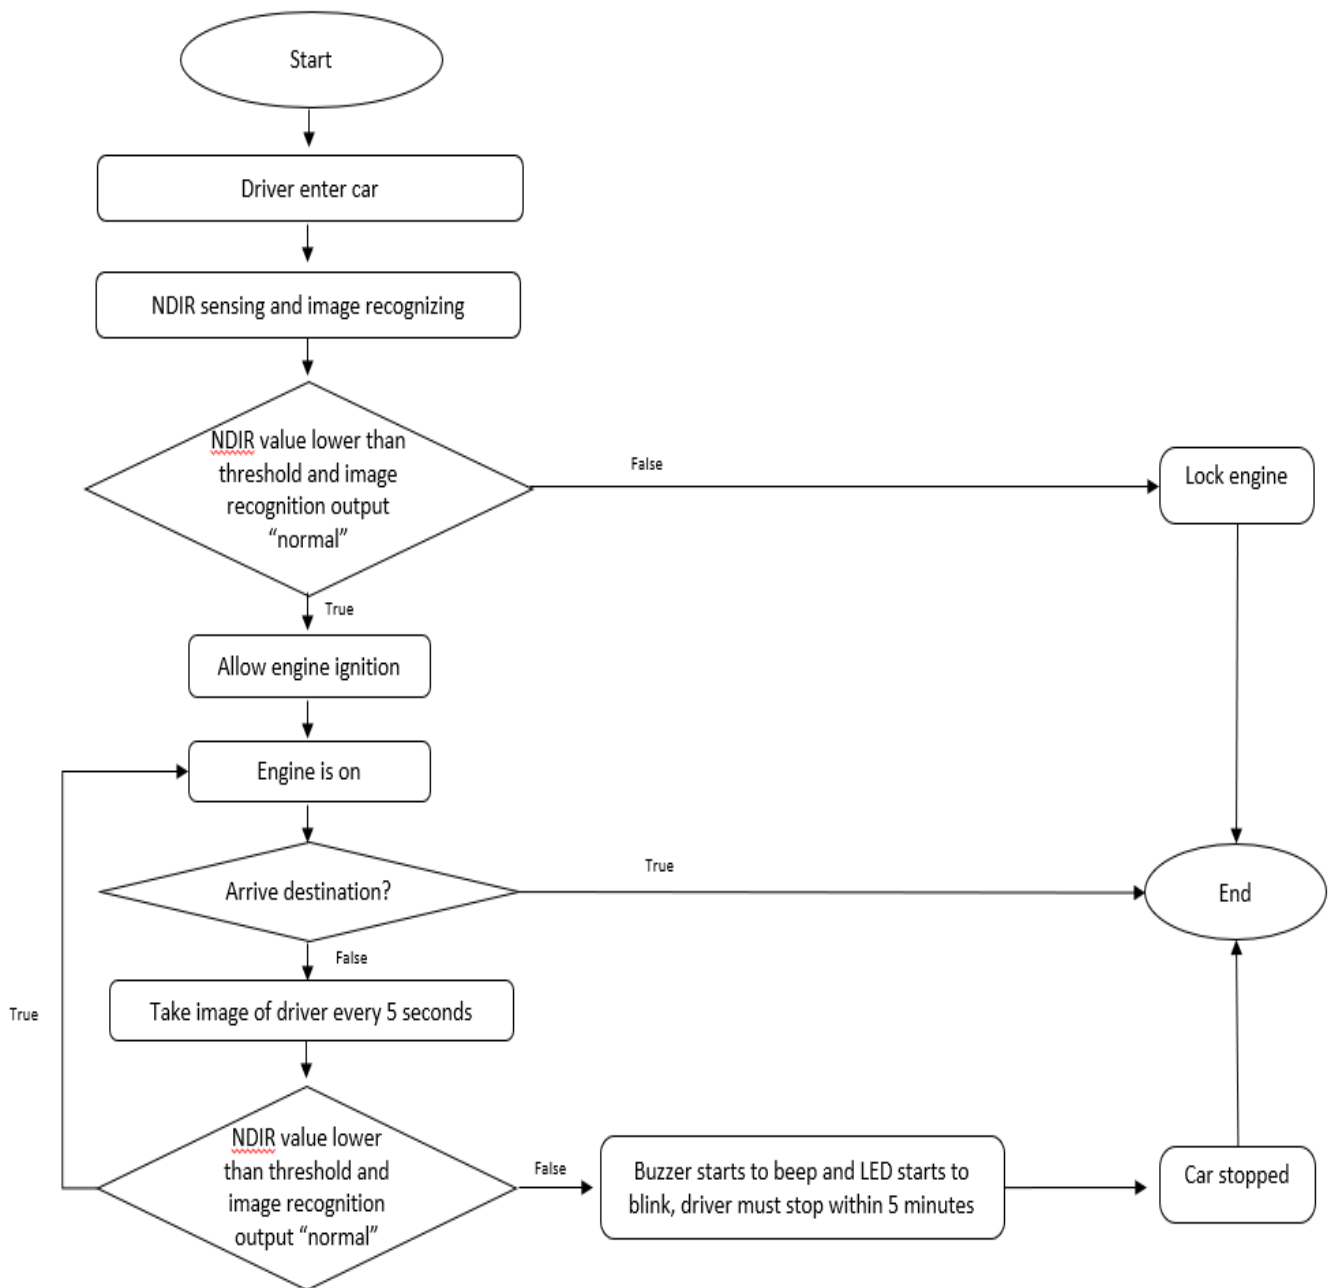 Start
Driver enter car
NDIR sensing and image recognizing
NDIR value lower than
threshold and image
recognition output
“normal”
False
Lock engine
True
Allow engine ignition
Engine is on
Arrive destination?
True
End
False
Take image of driver every 5 seconds
True
NDIR value lower
than threshold and
image recognition
output “normal”
False
Buzzer starts to beep and LED starts to
blink, driver must stop within 5 minutes
Car stopped